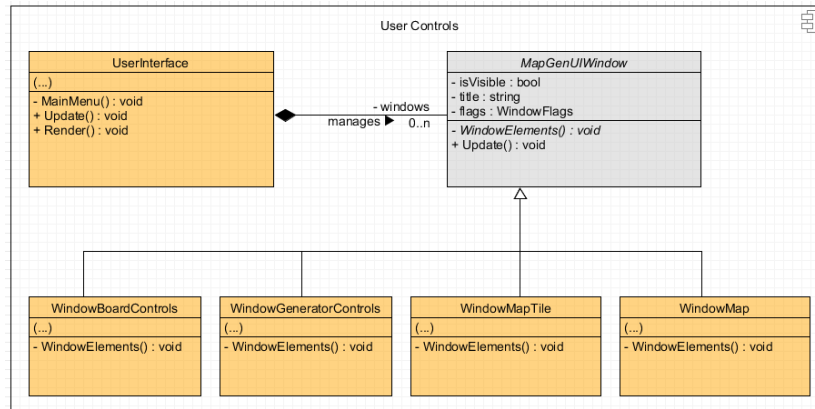 User Controls
UserInterface
(...)
- MainMenu() : void
+ Update() : void
+ Render() : void
- windows
manages ▶ 0..n
MapGenUIWindow
- isVisible : bool
- title : string
- flags : WindowFlags
- WindowElements() : void
+ Update() : void
WindowBoardControls
(...)
- WindowElements() : void
WindowGeneratorControls
(...)
- WindowElements() : void
WindowMapTile
(...)
- WindowElements() : void
WindowMap
(...)
- WindowElements() : void